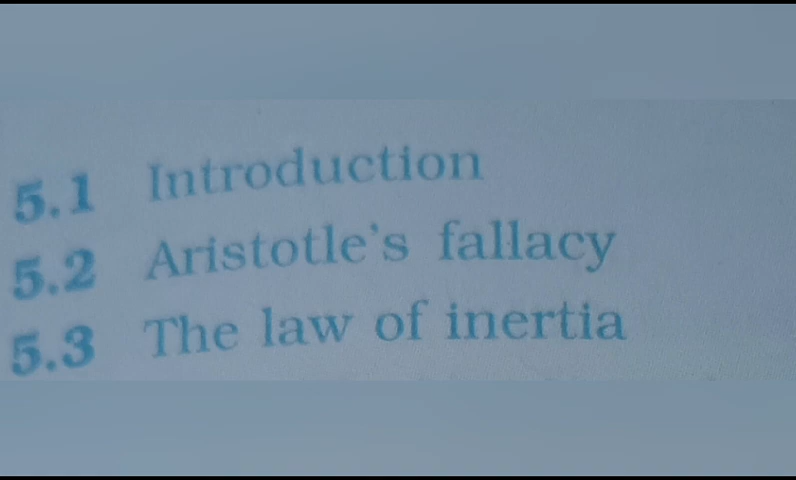 5.1 Introduction
5.2 Aristotle's fallacy
5.3 The law of inertia